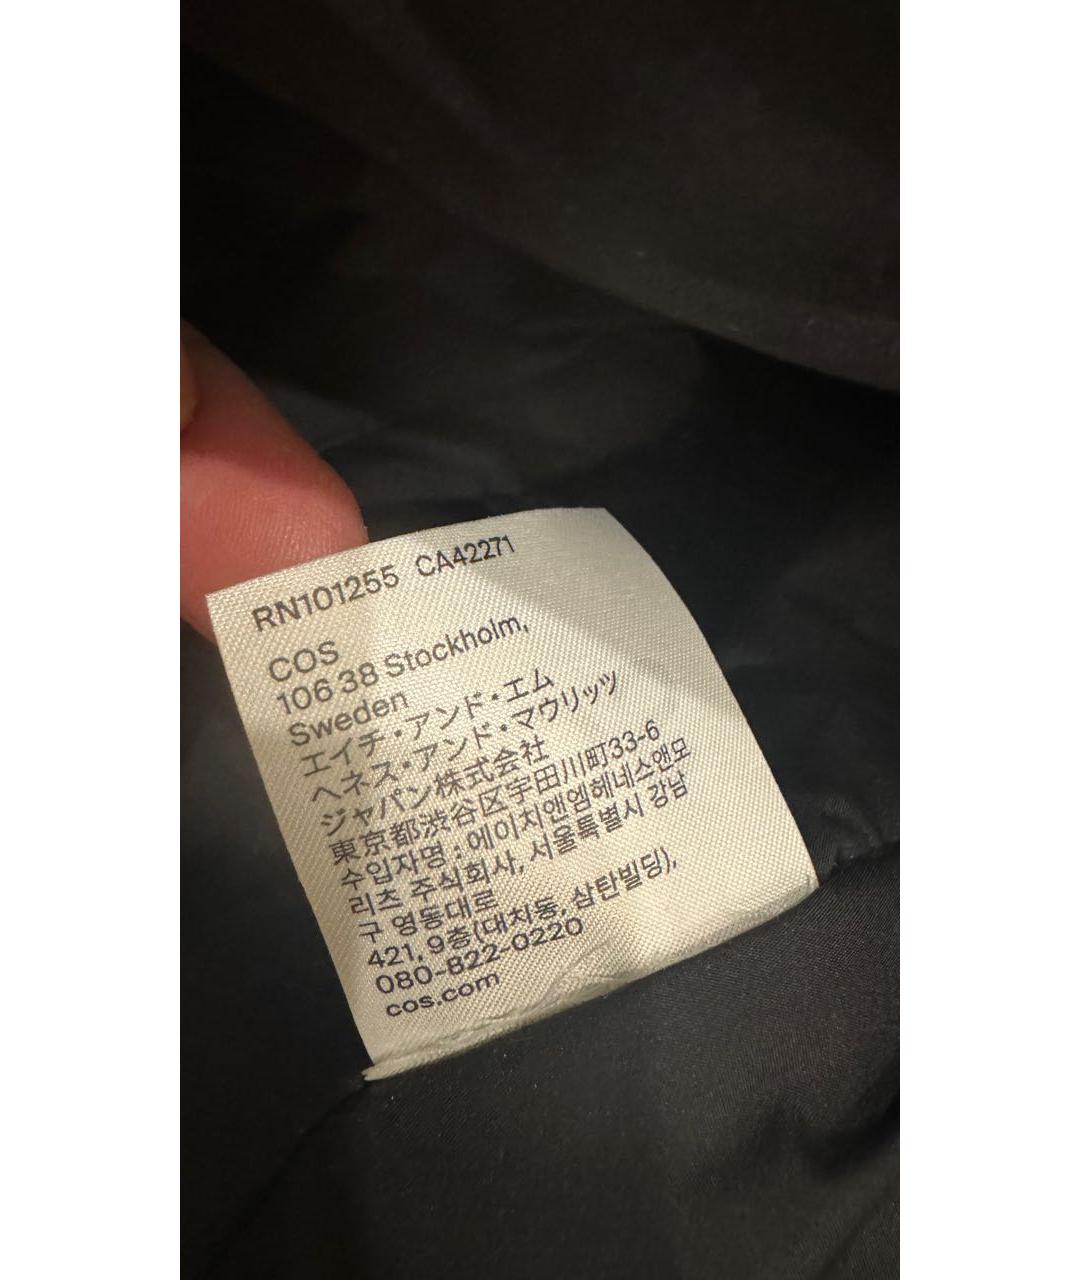 RN101255 CA42271
COS
106 38 Stockholm,
Sweden
エイチ・アンド・エム
ヘネス・アンド・マウリッツ
ジャパン株式会社
東京都渋谷区宇田川町33-6
수입자명 : 에이치앤엠헤네스앤모
리츠 주식회사, 서울특별시 강남
구 영동대로
421, 9층(대치동, 삼탄빌딩),
080-822-0220
cos.com